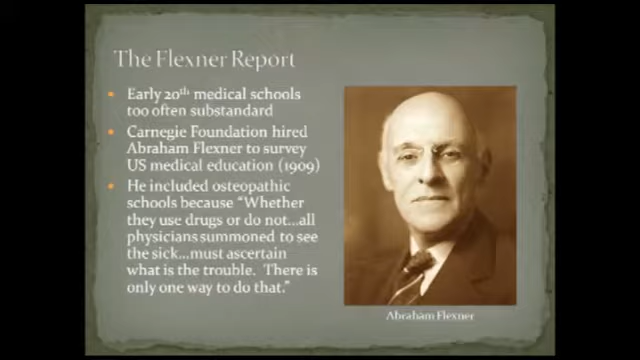 The Flexner Report
Early 20th medical schools
too often substandard
Carnegie Foundation hired
Abraham Flexner to survey
US medical education (1909)
He included osteopathic
schools because “Whether
they use drugs or do not...all
physicians summoned to see
the sick...must ascertain
what is the trouble. There is
only one way to do that.”
Abraham Flexner